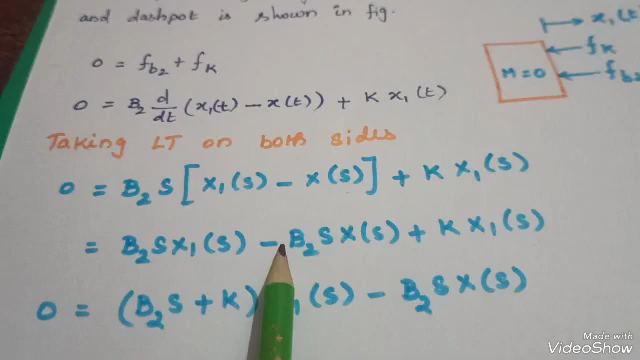 and dashpot is shown in fig.
x₁(t)
0 = f_b₂ + f_K
f_K
M=0
f_b₂
0 = B₂ d/dt (x₁(t) - x(t)) + K x₁(t)
Taking LT on both sides
0 = B₂ S [X₁(S) - X(S)] + K X₁(S)
= B₂ S X₁(S) - B₂ S X(S) + K X₁(S)
0 = (B₂ S + K) ₁(S) - B₂ S X(S)
Made With
VideoShow